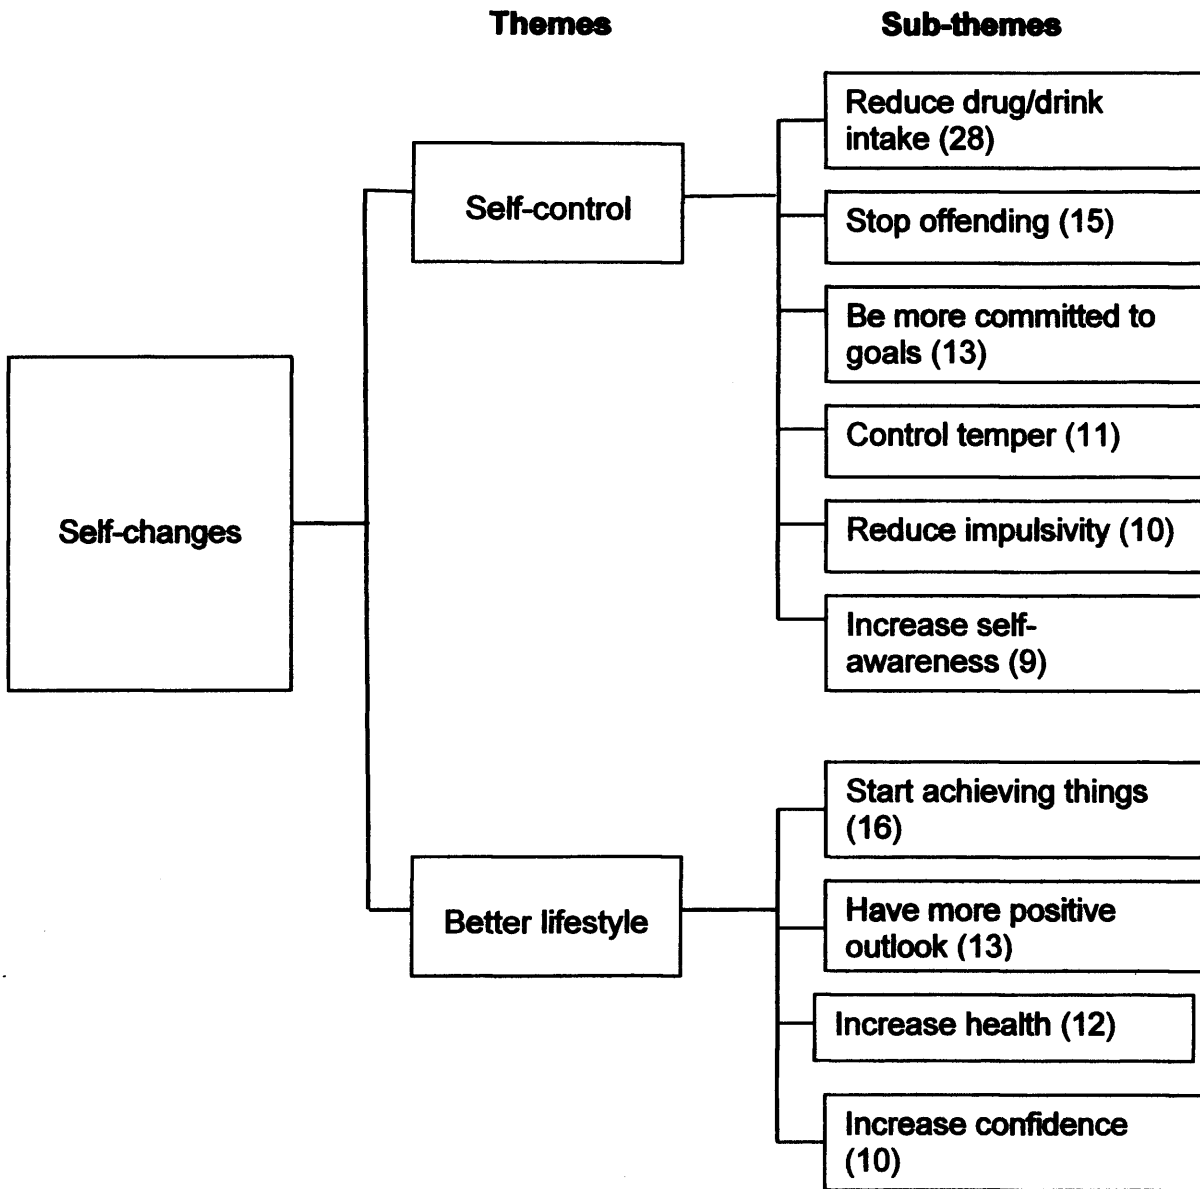 Themes
Sub-themes
Self-changes
Self-control
Reduce drug/drink
intake (28)
Stop offending (15)
Be more committed to
goals (13)
Control temper (11)
Reduce impulsivity (10)
Increase self-
awareness (9)
Better lifestyle
Start achieving things
(16)
Have more positive
outlook (13)
Increase health (12)
Increase confidence
(10)